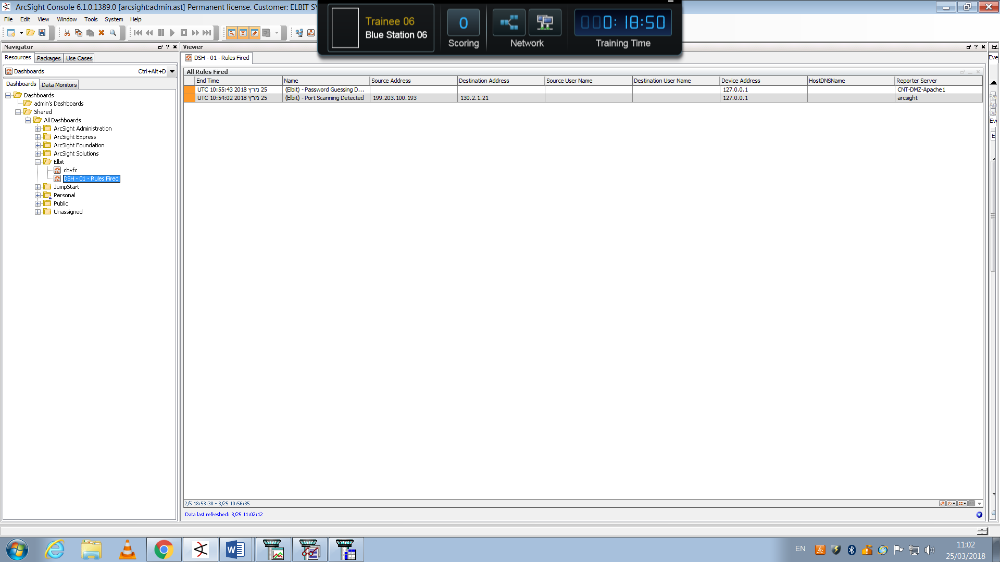 ArcSight Console 6.1.0.1389.0 [arcsight:admin.ast] Permanent license. Customer: ELBIT SY
Trainee 06
Blue Station 06
0
Scoring
Network
000:18:50
Training Time
File Edit View Window Tools System Help
Navigator
Resources Packages Use Cases
Dashboards Ctrl+Alt+D
Dashboards Data Monitors
Dashboards
admin's Dashboards
Shared
All Dashboards
ArcSight Administration
ArcSight Express
ArcSight Foundation
ArcSight Solutions
Elbit
cbvfc
DSH - 01 - Rules Fired
JumpStart
Personal
Public
Unassigned
Viewer
DSH - 01 - Rules Fired
All Rules Fired
End Time Name Source Address Destination Address Source User Name Destination User Name Device Address HostDNSName Reporter Server
UTC 10:55:43 2018 מרץ 25 (Elbit) - Password Guessing D... 127.0.0.1 CNT-DMZ-Apache1
UTC 10:54:02 2018 מרץ 25 (Elbit) - Port Scanning Detected 199.203.100.193 130.2.1.21 127.0.0.1 arcsight
2/5 18:53:38 - 3/25 10:56:35
Data last refreshed: 3/25 11:02:12
Eve
E
EN
11:02
25/03/2018